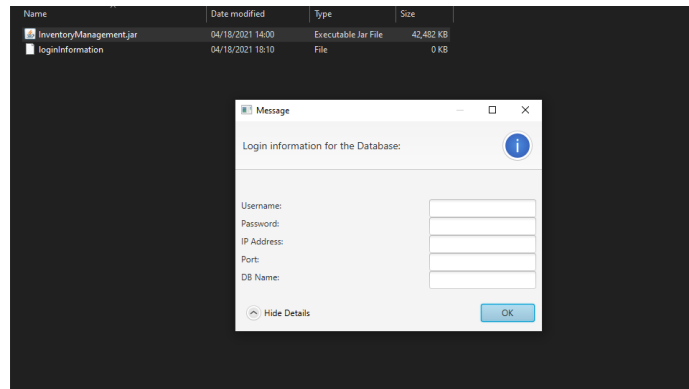 Name Date modified Type Size
InventoryManagement.jar 04/18/2021 14:00 Executable Jar File 42,482 KB
loginInformation 04/18/2021 18:10 File 0 KB
Message
Login information for the Database:
Username:
Password:
IP Address:
Port:
DB Name:
Hide Details OK